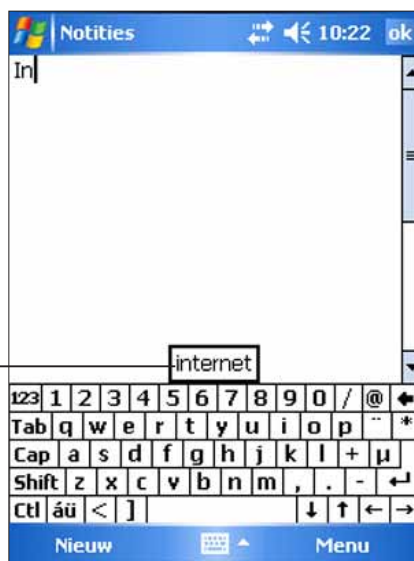 Notities 10:22 ok
In
internet
123 1 2 3 4 5 6 7 8 9 0 / @ ←
Tab q w e r t y u i o p ¨ *
Cap a s d f g h j k l + µ
Shift z x c v b n m , . - ↵
Ctl áü < ] ↓ ↑ ← →
Nieuw Menu